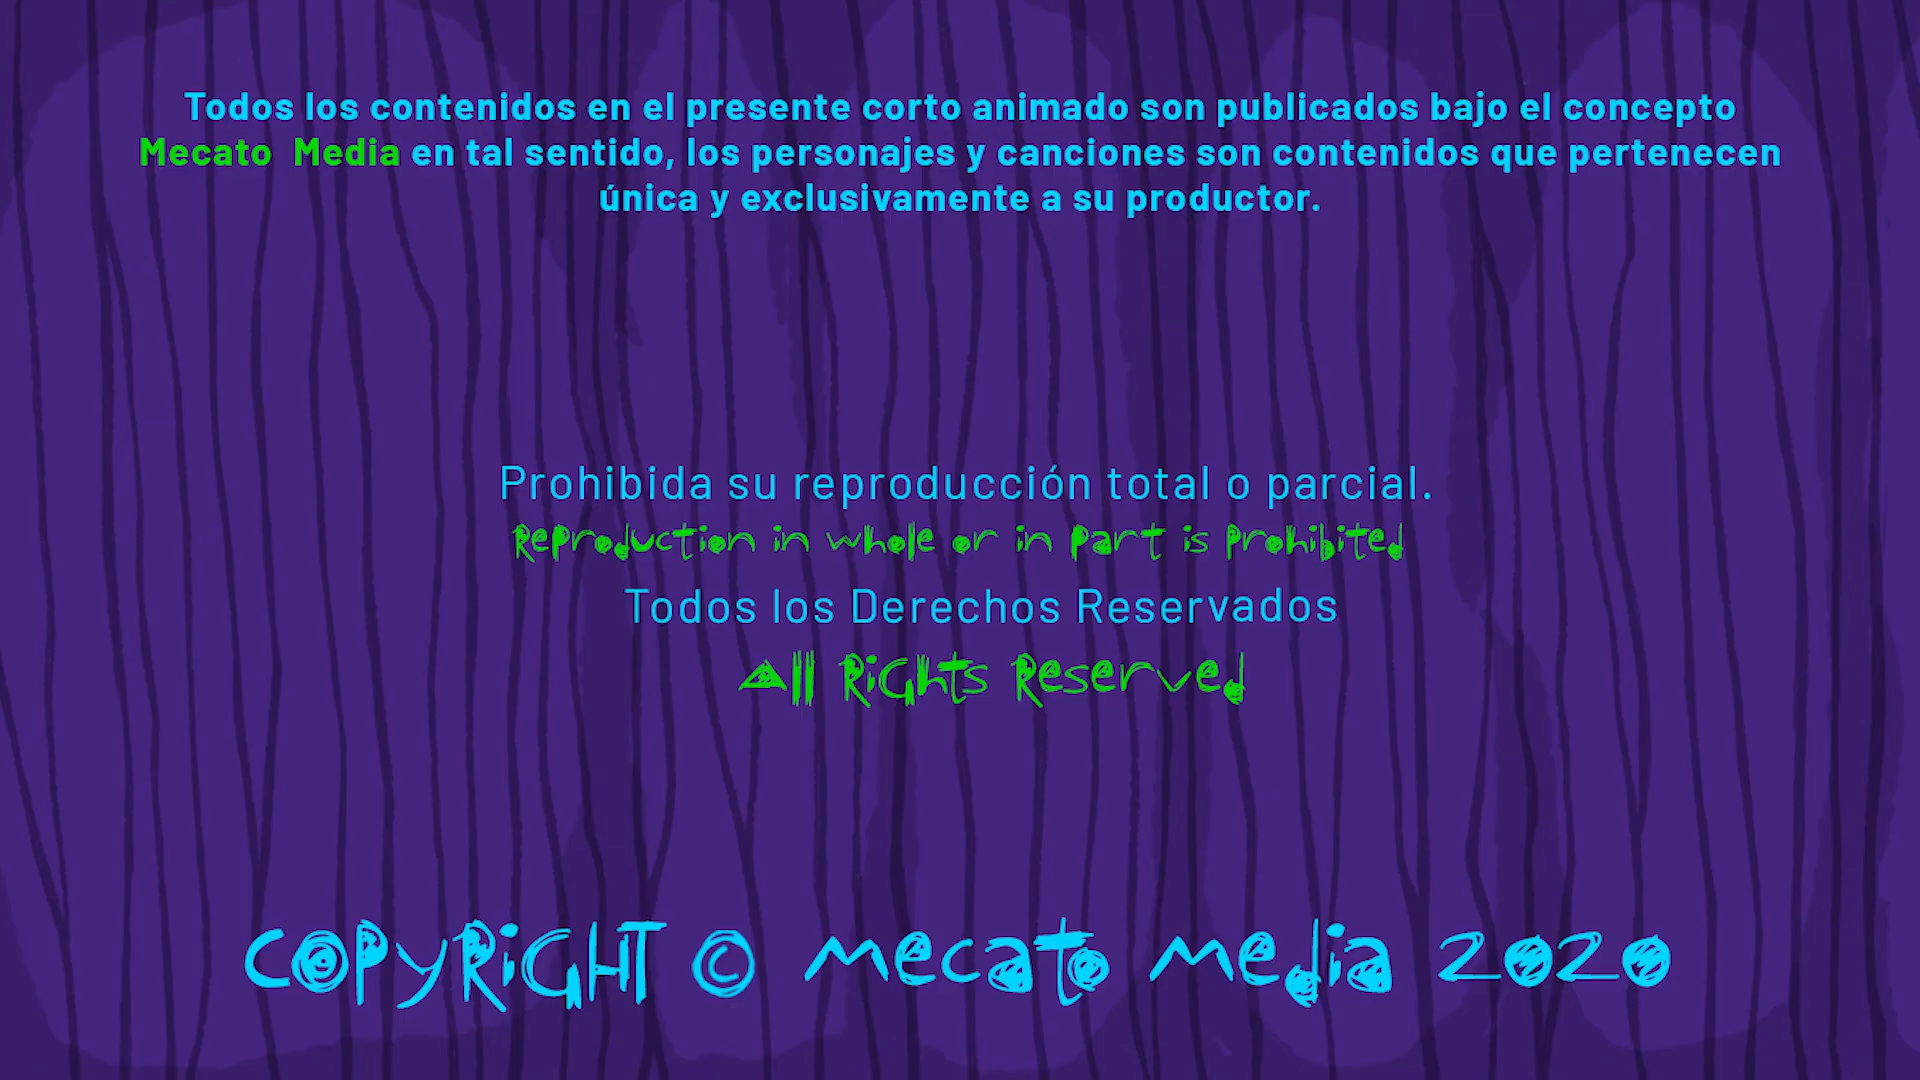 Todos los contenidos en el presente corto animado son publicados bajo el concepto
Mecato Media en tal sentido, los personajes y canciones son contenidos que pertenecen
única y exclusivamente a su productor.
Prohibida su reproducción total o parcial.
Reproduction in whole or in part is prohibited
Todos los Derechos Reservados
All Rights Reserved
COPYRIGHT © mecato media 2020